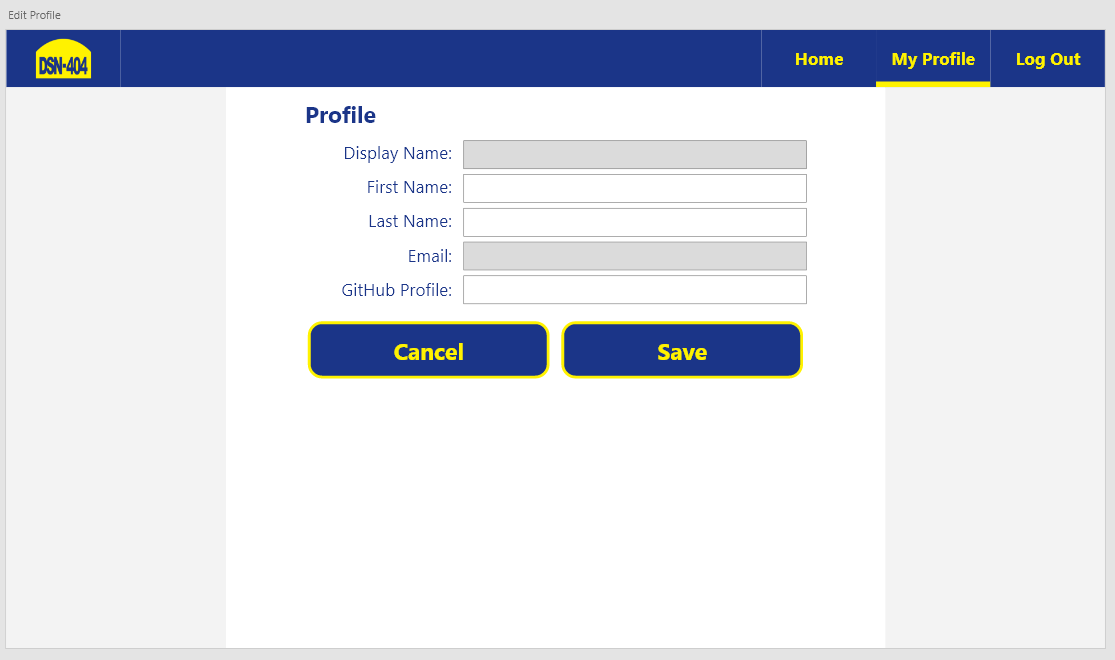 Edit Profile
DSN-404
Home
My Profile
Log Out
Profile
Display Name:
First Name:
Last Name:
Email:
GitHub Profile:
Cancel
Save